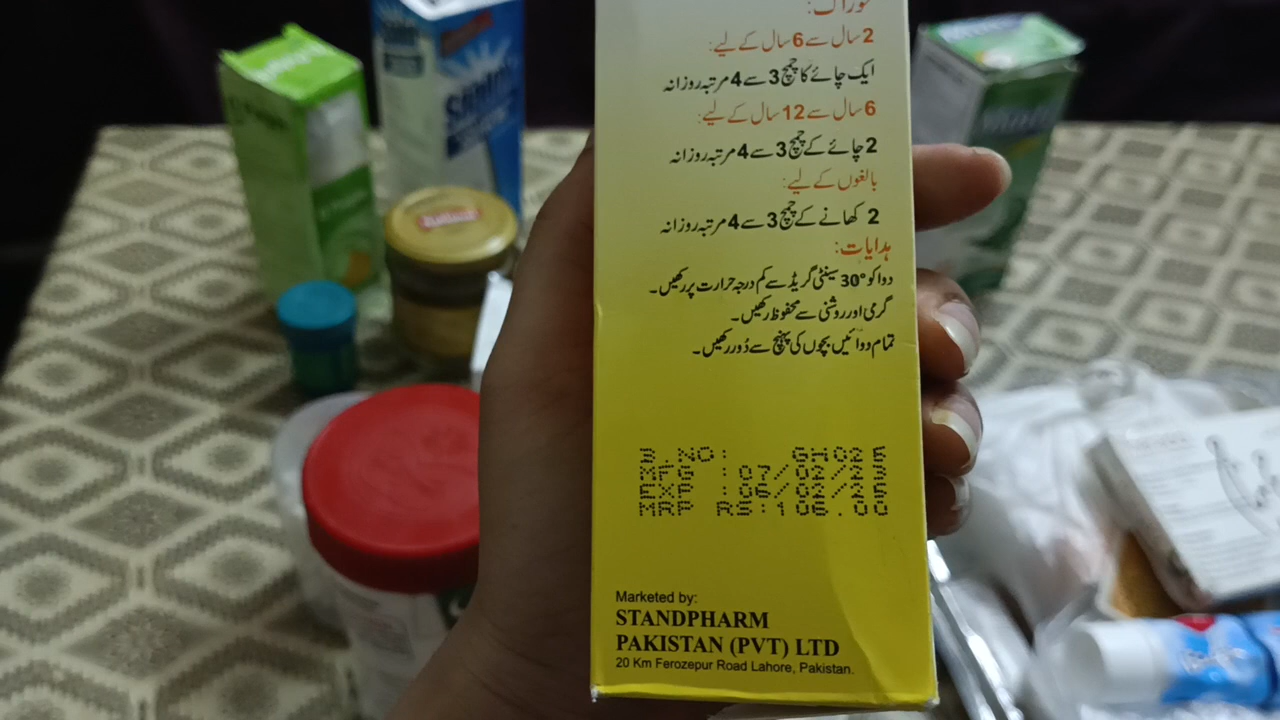 خوراک:
2 سال سے 6 سال کے لیے:
ایک چائے کا چمچ 3 سے 4 مرتبہ روزانہ
6 سال سے 12 سال کے لیے:
2 چائے کے چمچ 3 سے 4 مرتبہ روزانہ
بالغوں کے لیے:
2 کھانے کے چمچ 3 سے 4 مرتبہ روزانہ
ہدایات:
دوا کو 30° سینٹی گریڈ سے کم درجہ حرارت پر رکھیں۔
گرمی اور روشنی سے محفوظ رکھیں۔
تمام دوائیں بچوں کی پہنچ سے دُور رکھیں۔
B.NO: GH026
MFG :07/02/23
EXP :06/02/25
MRP RS:106.00
Marketed by:
STANDPHARM
PAKISTAN (PVT) LTD
20 Km Ferozepur Road Lahore, Pakistan.